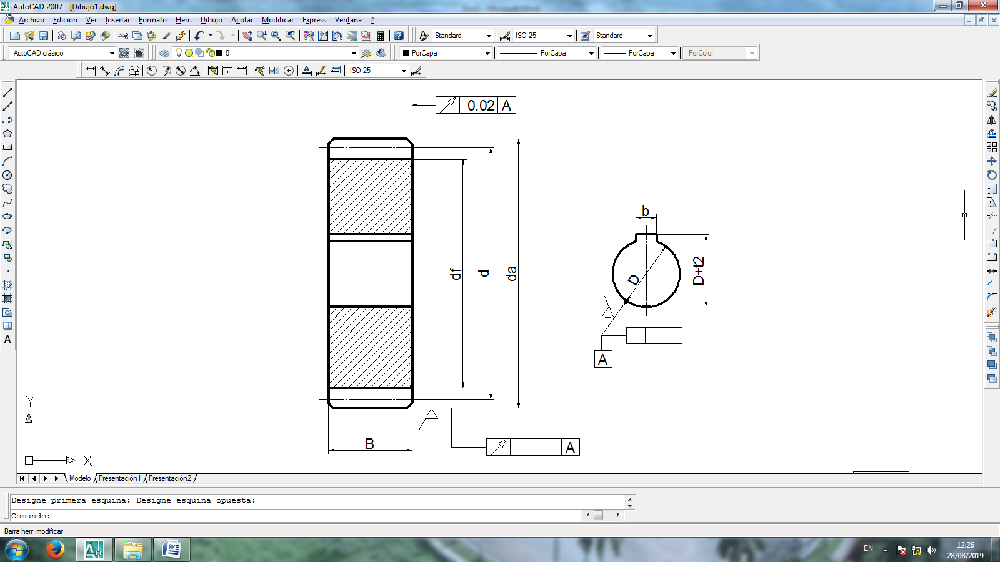 AutoCAD 2007 - [Dibujo1.dwg]
Archivo Edición Ver Insertar Formato Herr. Dibujo Acotar Modificar Express Ventana ?
Standard ISO-25 Standard
AutoCAD clásico 0 PorCapa PorCapa PorCapa PorColor
ISO-25
0.02 A
b
df d da
D D+t2
A
B
A
Y
X
Modelo Presentación1 Presentación2
Designe primera esquina: Designe esquina opuesta:
Comando:
Barra herr. modificar
EN 12:26
28/08/2019